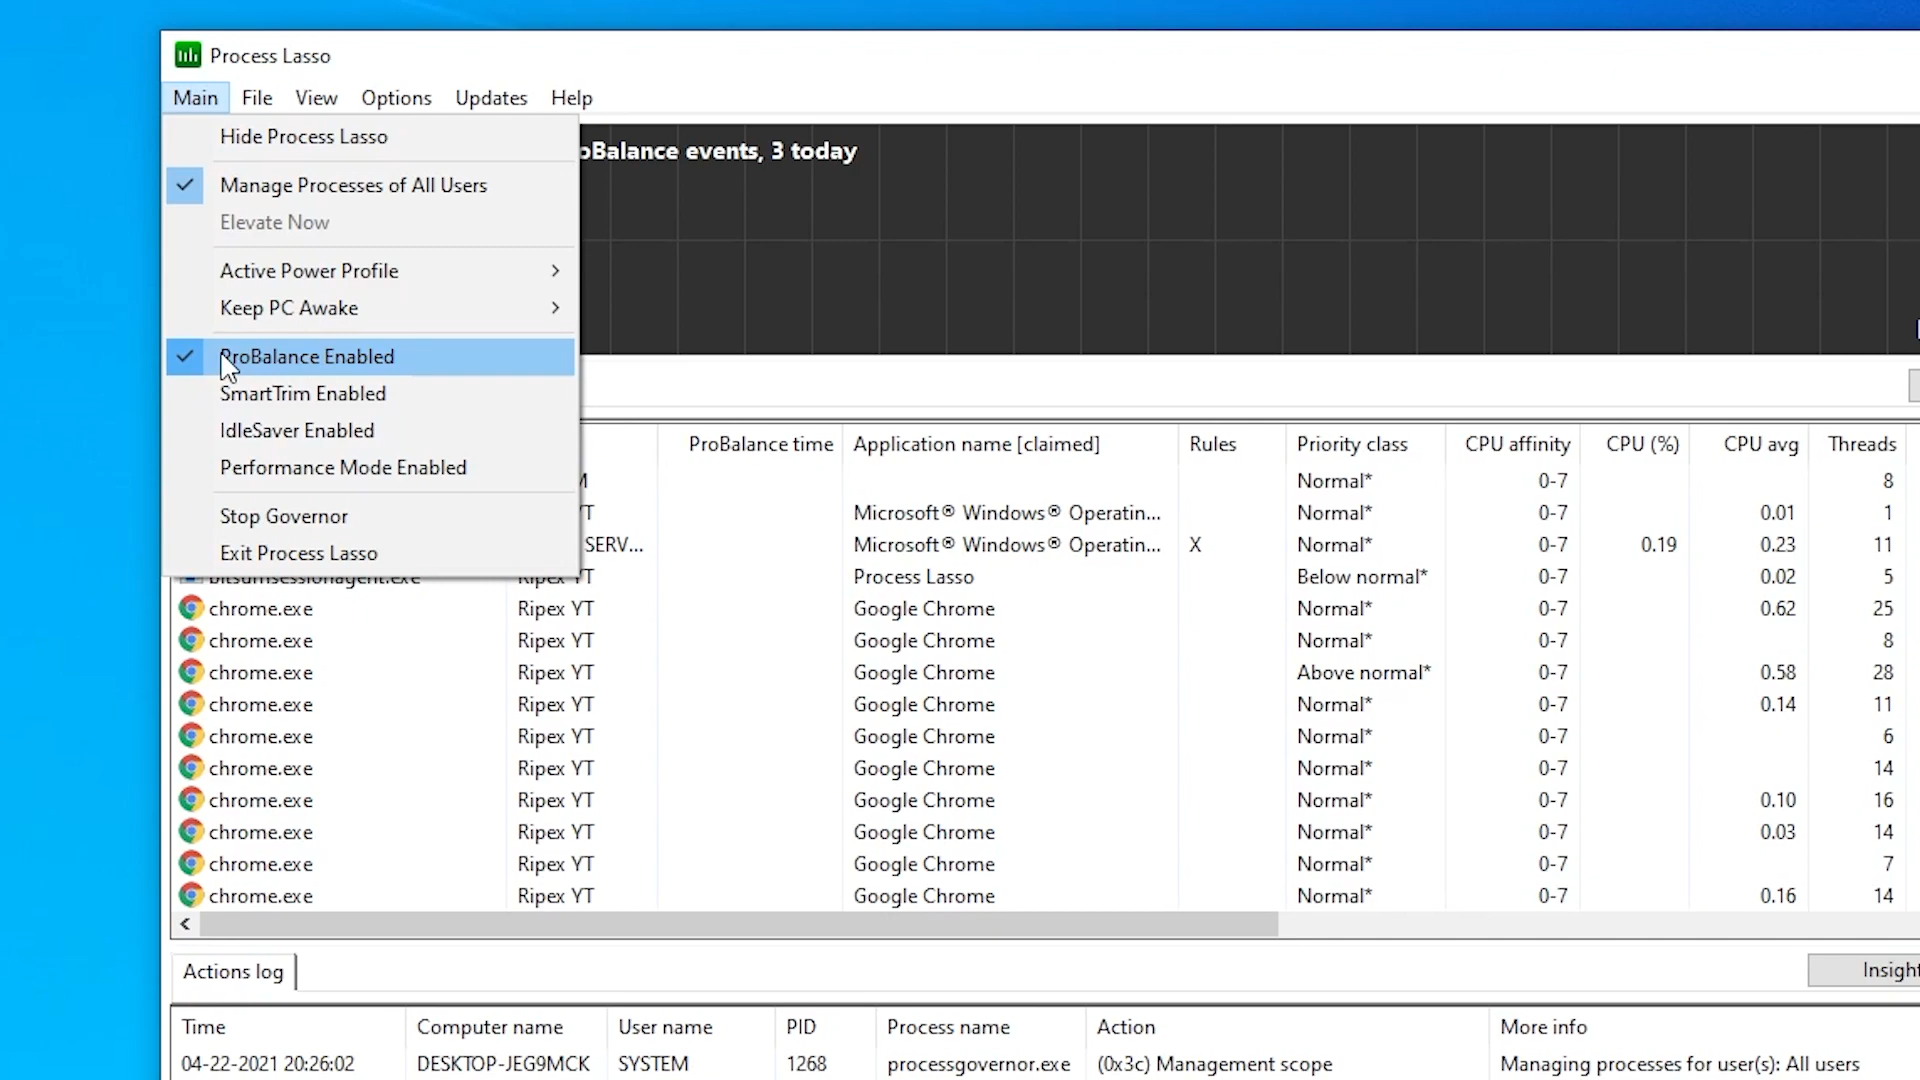 Process Lasso
Main File View Options Updates Help
Hide Process Lasso
oBalance events, 3 today
Manage Processes of All Users
Elevate Now
Active Power Profile
Keep PC Awake
ProBalance Enabled
SmartTrim Enabled
IdleSaver Enabled
Performance Mode Enabled
Stop Governor
Exit Process Lasso
ProBalance time Application name [claimed] Rules Priority class CPU affinity CPU (%) CPU avg Threads
M Normal* 0-7 8
YT Microsoft® Windows® Operatin... Normal* 0-7 0.01 1
SERV... Microsoft® Windows® Operatin... X Normal* 0-7 0.19 0.23 11
bitsumsessionagent.exe Ripex YT Process Lasso Below normal* 0-7 0.02 5
chrome.exe Ripex YT Google Chrome Normal* 0-7 0.62 25
chrome.exe Ripex YT Google Chrome Normal* 0-7 8
chrome.exe Ripex YT Google Chrome Above normal* 0-7 0.58 28
chrome.exe Ripex YT Google Chrome Normal* 0-7 0.14 11
chrome.exe Ripex YT Google Chrome Normal* 0-7 6
chrome.exe Ripex YT Google Chrome Normal* 0-7 14
chrome.exe Ripex YT Google Chrome Normal* 0-7 0.10 16
chrome.exe Ripex YT Google Chrome Normal* 0-7 0.03 14
chrome.exe Ripex YT Google Chrome Normal* 0-7 7
chrome.exe Ripex YT Google Chrome Normal* 0-7 0.16 14
Actions log
Insight
Time Computer name User name PID Process name Action More info
04-22-2021 20:26:02 DESKTOP-JEG9MCK SYSTEM 1268 processgovernor.exe (0x3c) Management scope Managing processes for user(s): All users